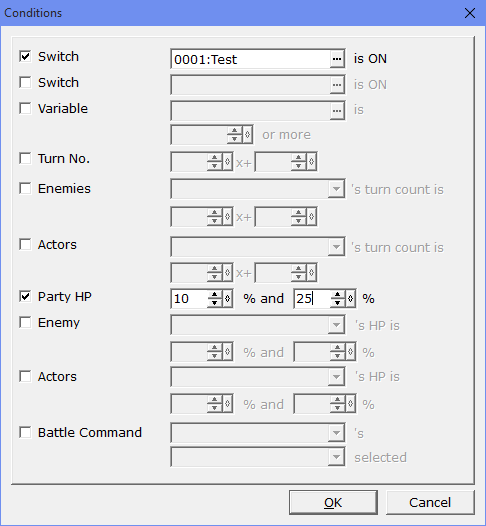 Conditions
Switch 0001:Test ... is ON
Switch ... is ON
Variable ... is
or more
Turn No. x+
Enemies 's turn count is
x+
Actors 's turn count is
x+
Party HP 10 % and 25 %
Enemy 's HP is
% and %
Actors 's HP is
% and %
Battle Command 's
selected
OK Cancel